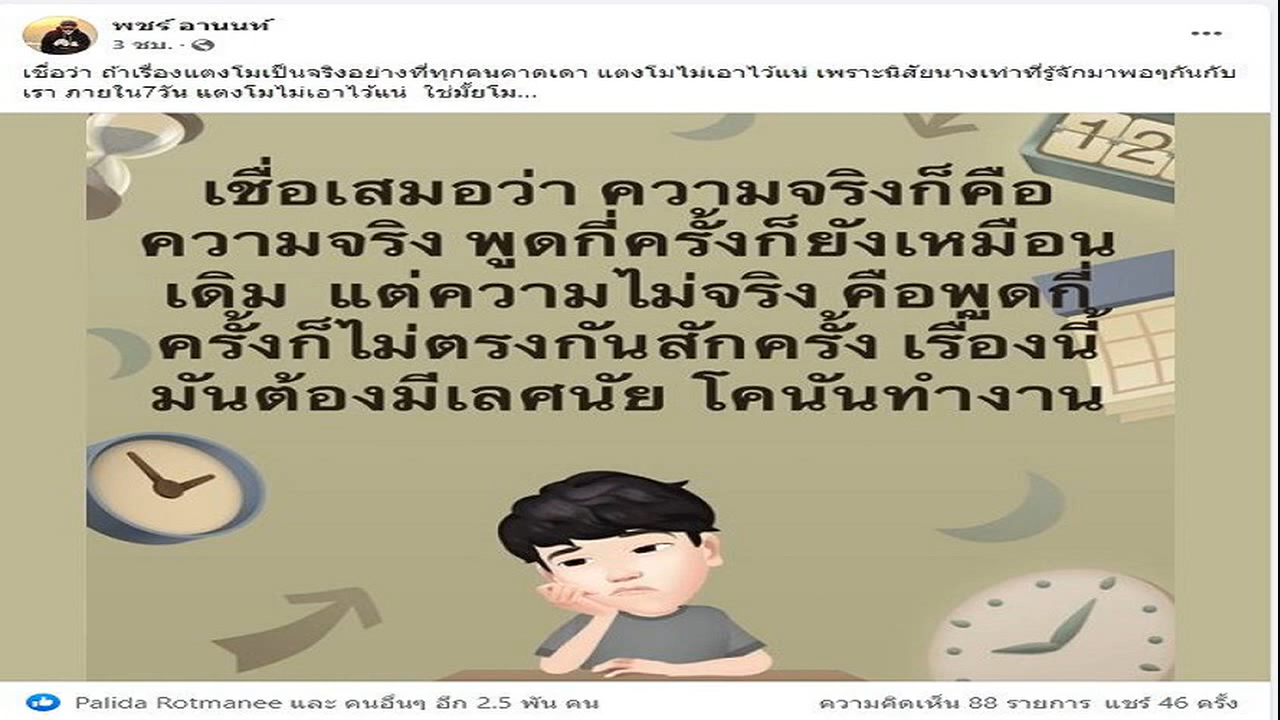 พชร์ อานนท์
3 ชม.
เชื่อว่า ถ้าเรื่องแตงโมเป็นจริงอย่างที่ทุกคนคาดเดา แตงโมไม่เอาไว้แน่ เพราะนิสัยนางเท่าที่รู้จักมาพอๆกันกับ
เรา ภายใน7วัน แตงโมไม่เอาไว้แน่ ใช่มั้ยโม...
12
เชื่อเสมอว่า ความจริงก็คือ
ความจริง พูดกี่ครั้งก็ยังเหมือน
เดิม แต่ความไม่จริง คือพูดกี่
ครั้งก็ไม่ตรงกันสักครั้ง เรื่องนี้
มันต้องมีเลศนัย โคนันทำงาน
Palida Rotmanee และ คนอื่นๆ อีก 2.5 พัน คน
ความคิดเห็น 88 รายการ แชร์ 46 ครั้ง